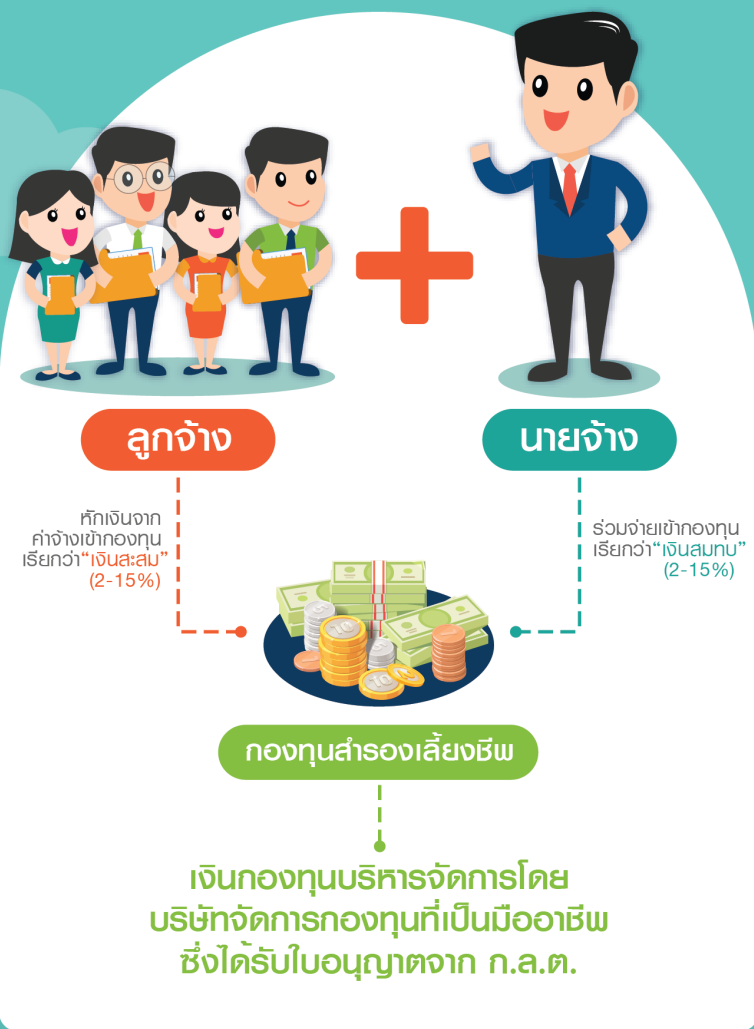 ลูกจ้าง
นายจ้าง
หักเงินจาก
ค่าจ้างเข้ากองทุน
เรียกว่า“เงินสะสม”
(2-15%)
ร่วมจ่ายเข้ากองทุน
เรียกว่า“เงินสมทบ”
(2-15%)
10
10
กองทุนสำรองเลี้ยงชีพ
เงินกองทุนบริหารจัดการโดย
บริษัทจัดการกองทุนที่เป็นมืออาชีพ
ซึ่งได้รับใบอนุญาตจาก ก.ล.ต.